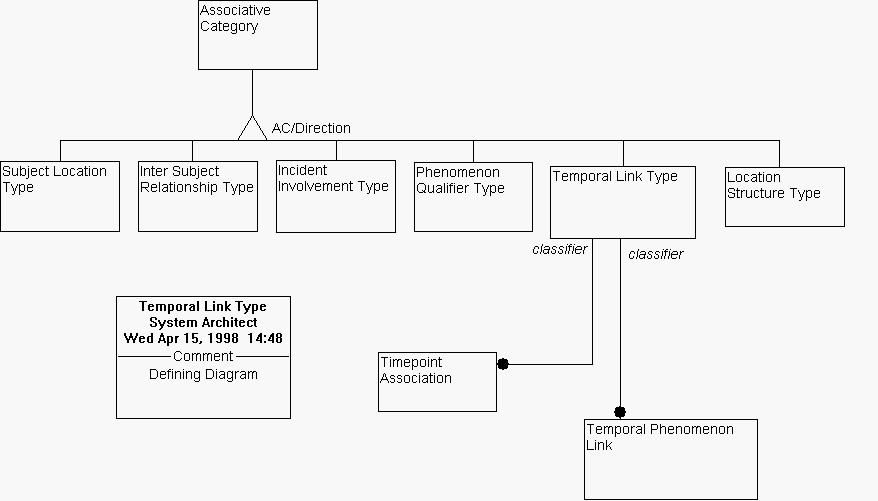 Associative
Category
AC/Direction
Subject Location
Type
Inter Subject
Relationship Type
Incident
Involvement Type
Phenomenon
Qualifier Type
Temporal Link Type
Location
Structure Type
classifier
classifier
Temporal Link Type
System Architect
Wed Apr 15, 1998 14:48
Comment
Defining Diagram
Timepoint
Association
Temporal Phenomenon
Link